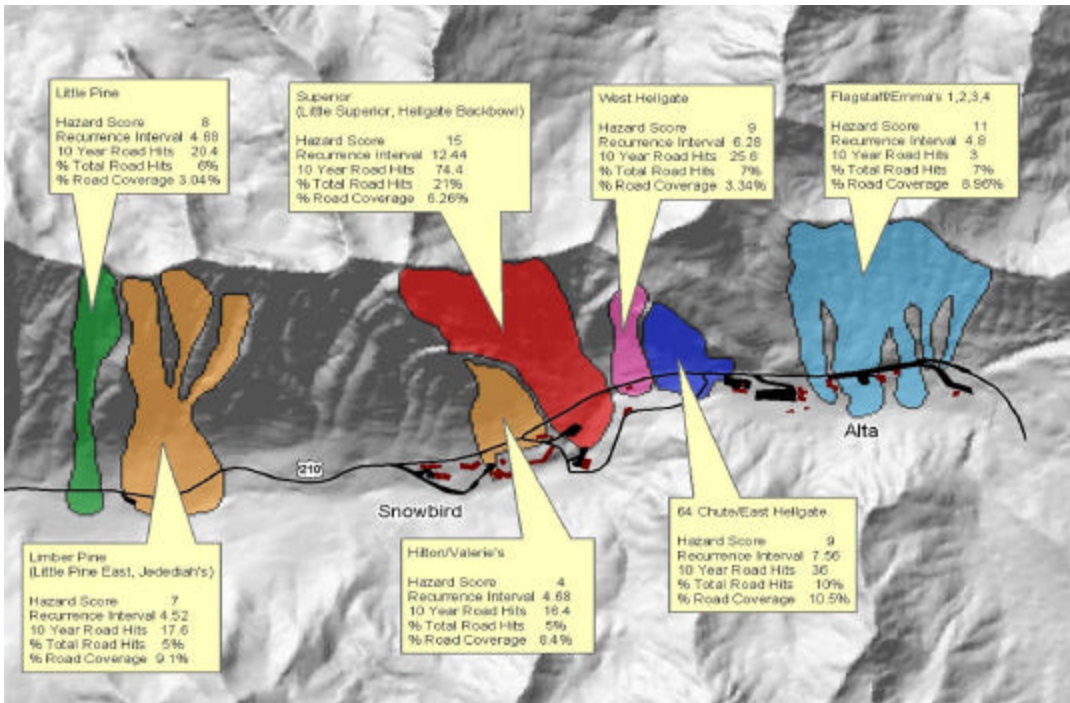 Little Pine
Hazard Score 8
Recurrence Interval 4.68
10 Year Road Hits 20.4
% Total Road Hits 6%
% Road Coverage 3.04%
Superior
(Little Superior, Hellgate Backbowl)
Hazard Score 15
Recurrence Interval 12.44
10 Year Road Hits 74.4
% Total Road Hits 21%
% Road Coverage 6.26%
West Hellgate
Hazard Score 9
Recurrence Interval 6.28
10 Year Road Hits 25.6
% Total Road Hits 7%
% Road Coverage 3.34%
Flagstaff/Emma's 1,2,3,4
Hazard Score 11
Recurrence Interval 4.8
10 Year Road Hits 3
% Total Road Hits 7%
% Road Coverage 8.96%
210
Snowbird
Alta
Limber Pine
(Little Pine East, Jedediah's)
Hazard Score 7
Recurrence Interval 4.52
10 Year Road Hits 17.6
% Total Road Hits 5%
% Road Coverage 9.1%
Hilton/Valerie's
Hazard Score 4
Recurrence Interval 4.68
10 Year Road Hits 16.4
% Total Road Hits 5%
% Road Coverage 8.4%
64 Chute/East Hellgate
Hazard Score 9
Recurrence Interval 7.56
10 Year Road Hits 36
% Total Road Hits 10%
% Road Coverage 10.5%